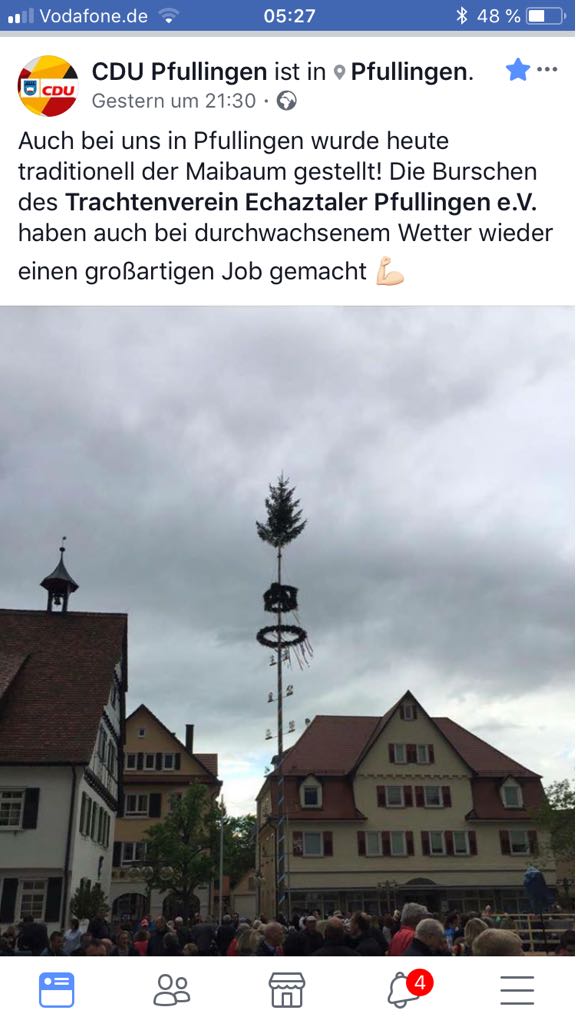 Vodafone.de 05:27 48 %
CDU
CDU Pfullingen ist in Pfullingen.
Gestern um 21:30 ·
Auch bei uns in Pfullingen wurde heute
traditionell der Maibaum gestellt! Die Burschen
des Trachtenverein Echaztaler Pfullingen e.V.
haben auch bei durchwachsenem Wetter wieder
einen großartigen Job gemacht 💪🏻
4